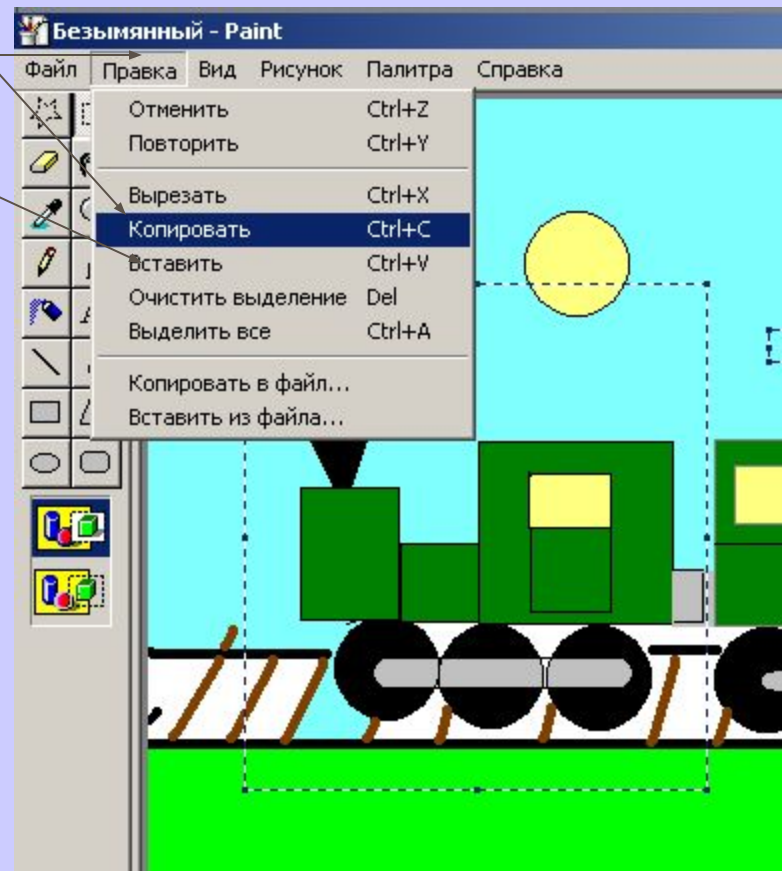 Безымянный - Paint
Файл Правка Вид Рисунок Палитра Справка
Отменить Ctrl+Z
Повторить Ctrl+Y
Вырезать Ctrl+X
Копировать Ctrl+C
Вставить Ctrl+V
Очистить выделение Del
Выделить все Ctrl+A
Копировать в файл...
Вставить из файла...